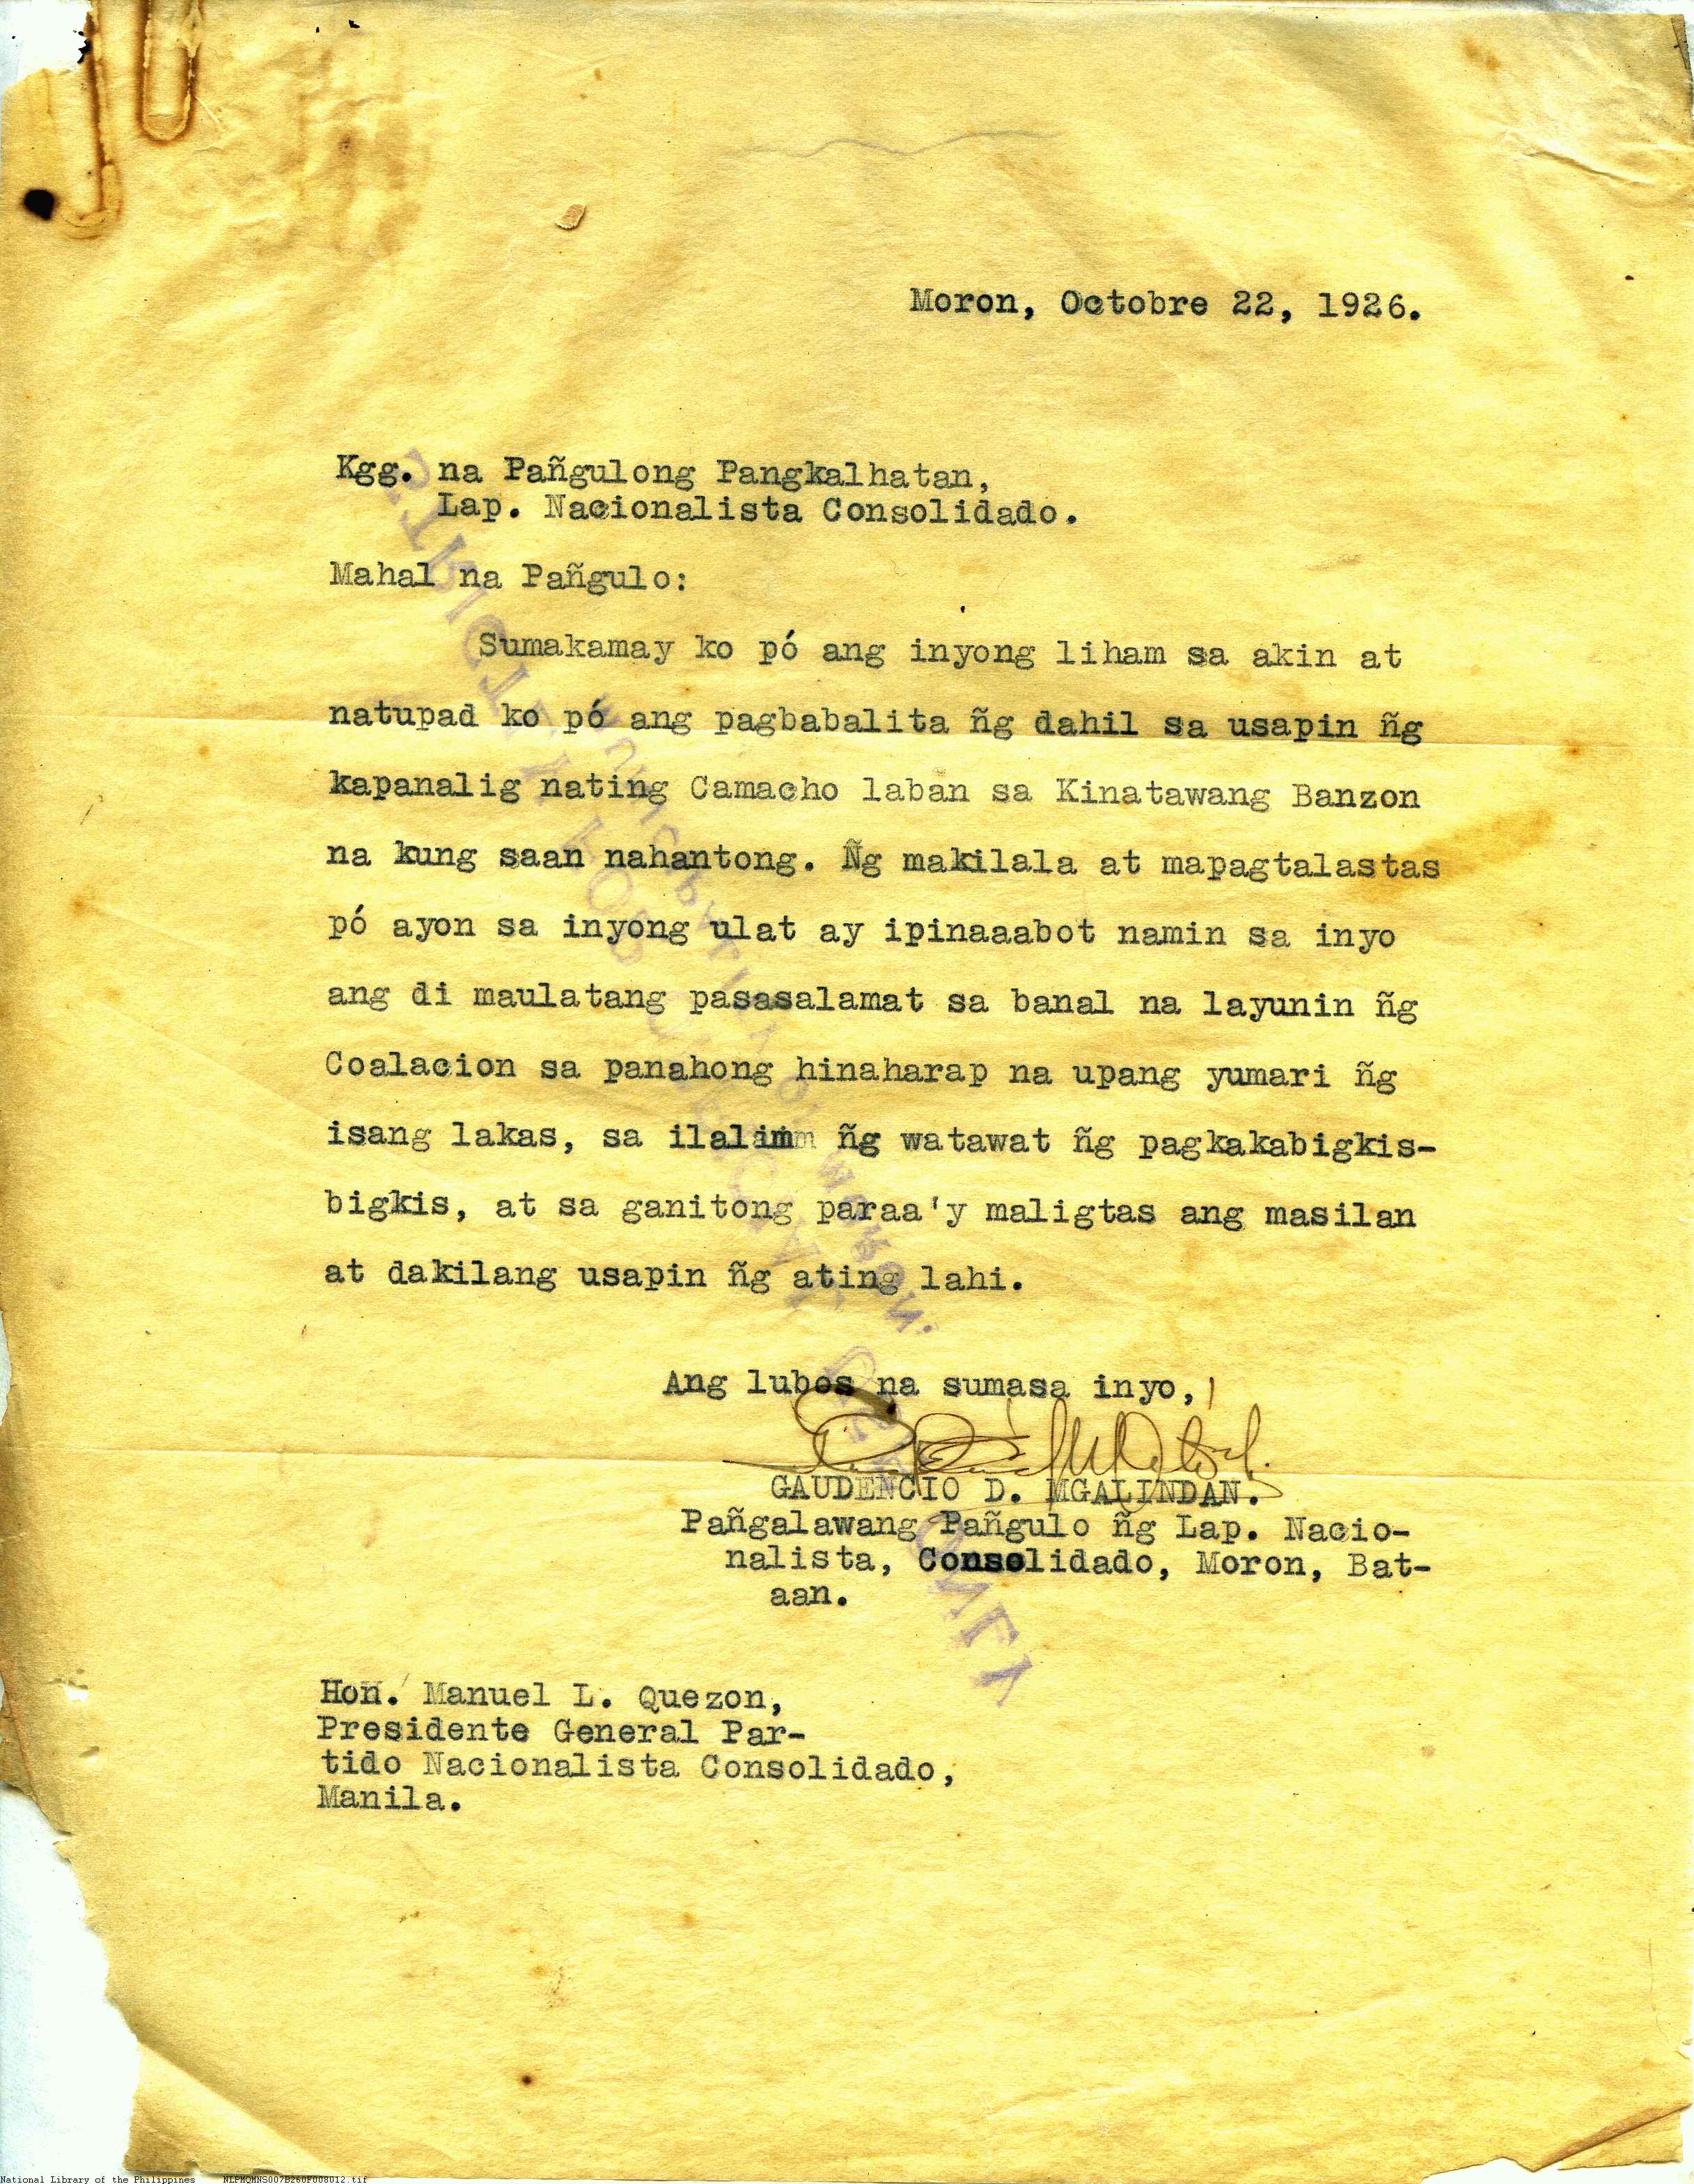 Moron, Octobre 22, 1926.
Kgg. na Pañgulong Pangkalhatan,
Lap. Nacionalista Consolidado.
Mahal na Pañgulo:
Sumakamay ko pó ang inyong liham sa akin at
natupad ko pó ang pagbabalita ñg dahil sa usapin ñg
kapanalig nating Camacho laban sa Kinatawang Banzon
na kung saan nahantong. Ñg makilala at mapagtalastas
pó ayon sa inyong ulat ay ipinaaabot namin sa inyo
ang di maulatang pasasalamat sa banal na layunin ñg
Coalacion sa panahong hinaharap na upang yumari ñg
isang lakas, sa ilalimm ñg watawat ñg pagkakabigkis-
bigkis, at sa ganitong paraa'y maligtas ang masilan
at dakilang usapin ñg ating lahi.
Ang lubos na sumasa inyo,
GAUDENCIO D. MGALINDAN.
Pañgalawang Pañgulo ñg Lap. Nacio-
nalista, Consolidado, Moron, Bat-
aan.
Hon. Manuel L. Quezon,
Presidente General Par-
tido Nacionalista Consolidado,
Manila.
National Library of the Philippines NLPMQMNS007B260F008012.tif